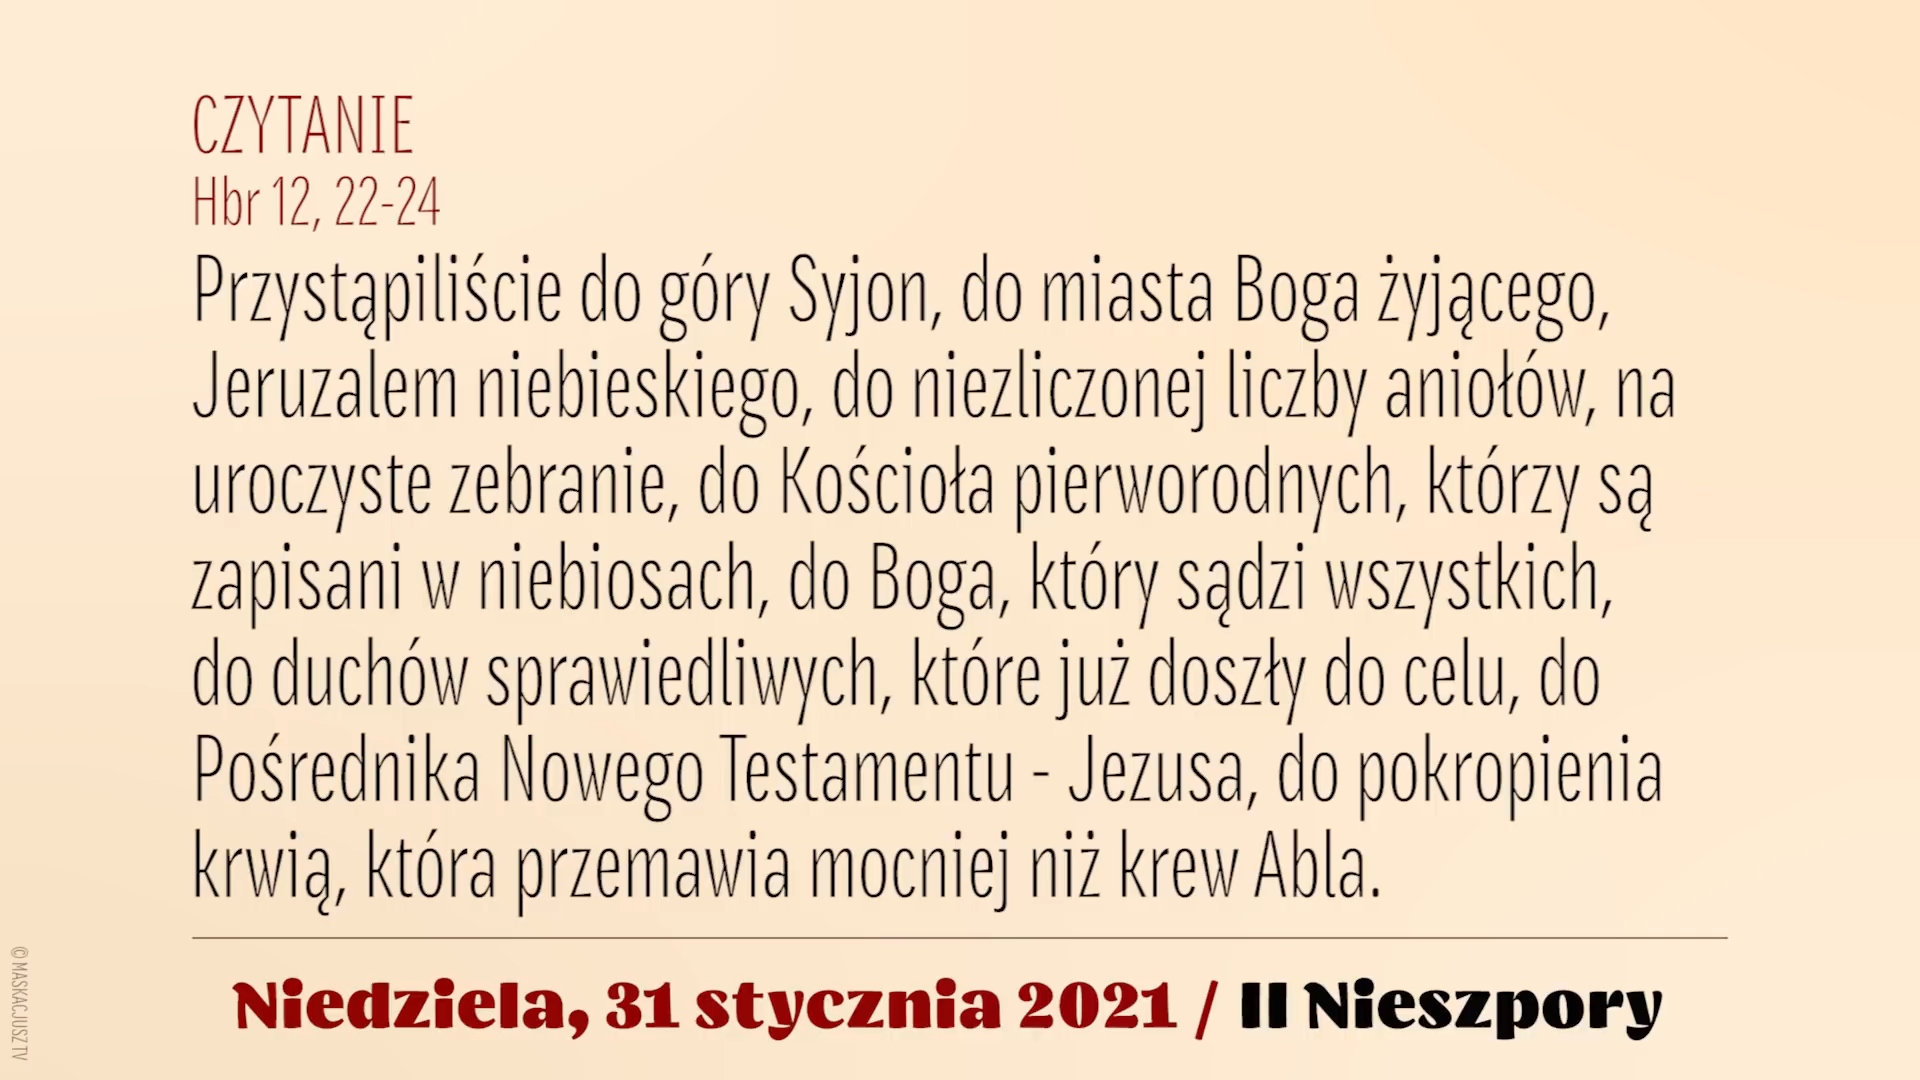 CZYTANIE
Hbr 12, 22-24
Przystąpiliście do góry Syjon, do miasta Boga żyjącego,
Jeruzalem niebieskiego, do niezliczonej liczby aniołów, na
uroczyste zebranie, do Kościoła pierworodnych, którzy są
zapisani w niebiosach, do Boga, który sądzi wszystkich,
do duchów sprawiedliwych, które już doszły do celu, do
Pośrednika Nowego Testamentu - Jezusa, do pokropienia
krwią, która przemawia mocniej niż krew Abla.
Niedziela, 31 stycznia 2021 / II Nieszpory
© MASKACJUSZ TV